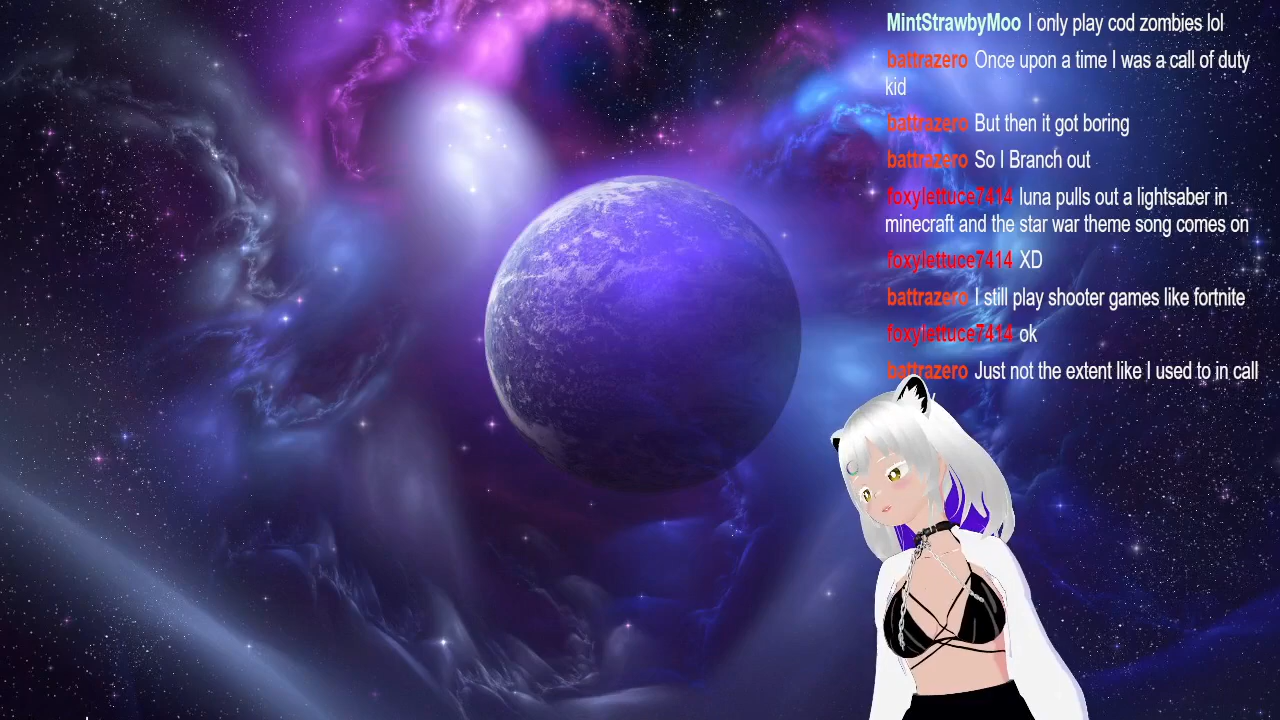 MintStrawbyMoo I only play cod zombies lol
battrazero Once upon a time I was a call of duty
kid
battrazero But then it got boring
battrazero So I Branch out
foxylettuce7414 luna pulls out a lightsaber in
minecraft and the star war theme song comes on
foxylettuce7414 XD
battrazero I still play shooter games like fortnite
foxylettuce7414 ok
battrazero Just not the extent like I used to in call